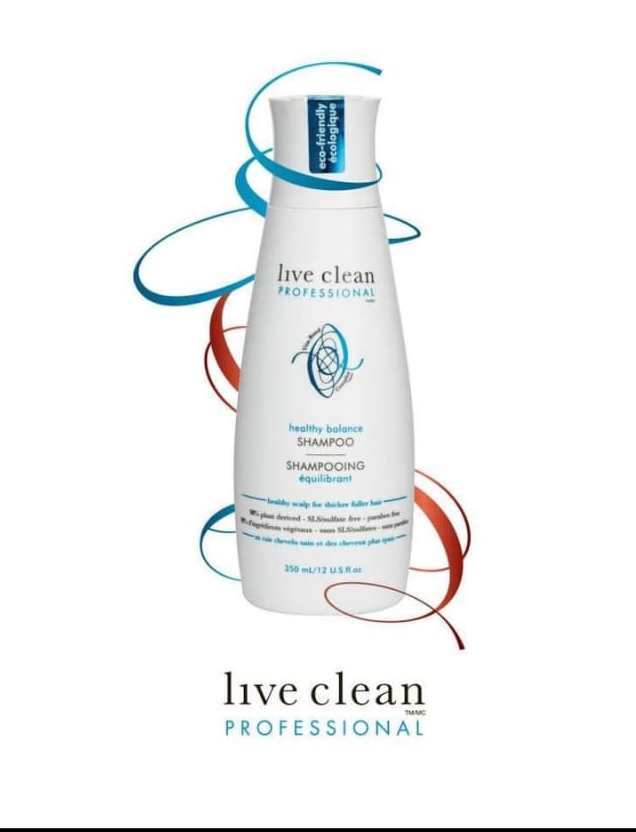 eco-friendly
écologique
live clean
PROFESSIONAL
healthy balance
SHAMPOO
SHAMPOOING
équilibrant
healthy scalp for thicker fuller hair
98% plant derived - SLS/sulfate free - paraben free
98% d'ingrédients végétaux - sans SLS/sulfates - sans parabène
un cuir chevelu sain et des cheveux plus épais
350 mL/12 U.S.fl.oz.
live clean
TM/MC
PROFESSIONAL